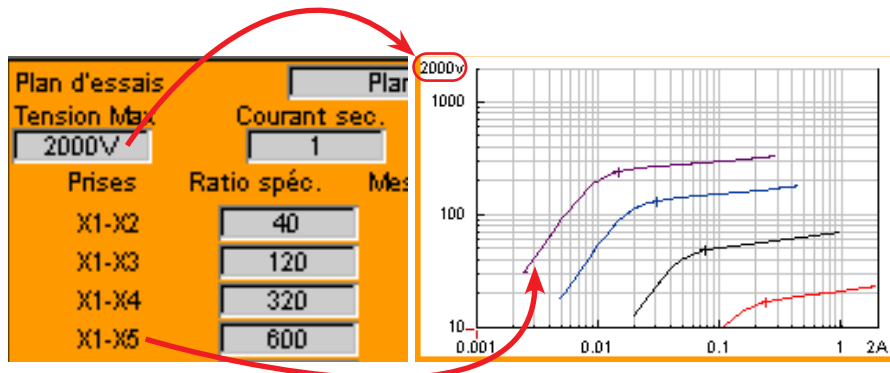 Plan d'essais Plan
Tension Max Courant sec.
2000V 1
Prises Ratio spéc. Mes
X1-X2 40
X1-X3 120
X1-X4 320
X1-X5 600
2000v
1000
100
10
0.001 0.01 0.1 1 2A